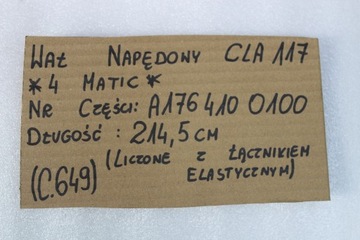 WAŁ NAPĘDOWY CLA 117
*4 MATIC*
NR CZĘŚCI: A176 410 0100
DŁUGOŚĆ : 214,5 CM
(LICZONE Z ŁĄCZNIKIEM
ELASTYCZNYM)
(C.649)